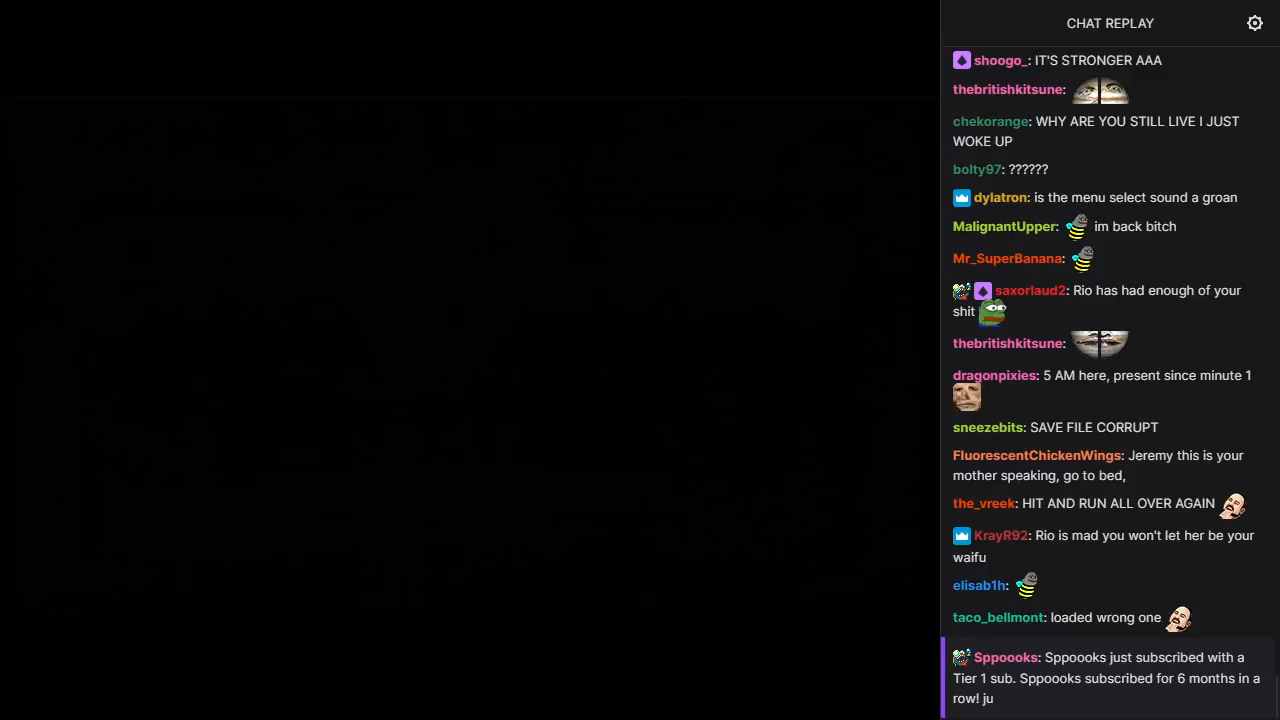 CHAT REPLAY
shoogo_: IT'S STRONGER AAA
thebritishkitsune:
chekorange: WHY ARE YOU STILL LIVE I JUST
WOKE UP
bolty97: ??????
dylatron: is the menu select sound a groan
MalignantUpper: im back bitch
Mr_SuperBanana:
saxorlaud2: Rio has had enough of your
shit
thebritishkitsune:
dragonpixies: 5 AM here, present since minute 1
sneezebits: SAVE FILE CORRUPT
FluorescentChickenWings: Jeremy this is your
mother speaking, go to bed,
the_vreek: HIT AND RUN ALL OVER AGAIN
KrayR92: Rio is mad you won't let her be your
waifu
elisab1h:
taco_bellmont: loaded wrong one
Sppoooks: Sppoooks just subscribed with a
Tier 1 sub. Sppoooks subscribed for 6 months in a
row! ju